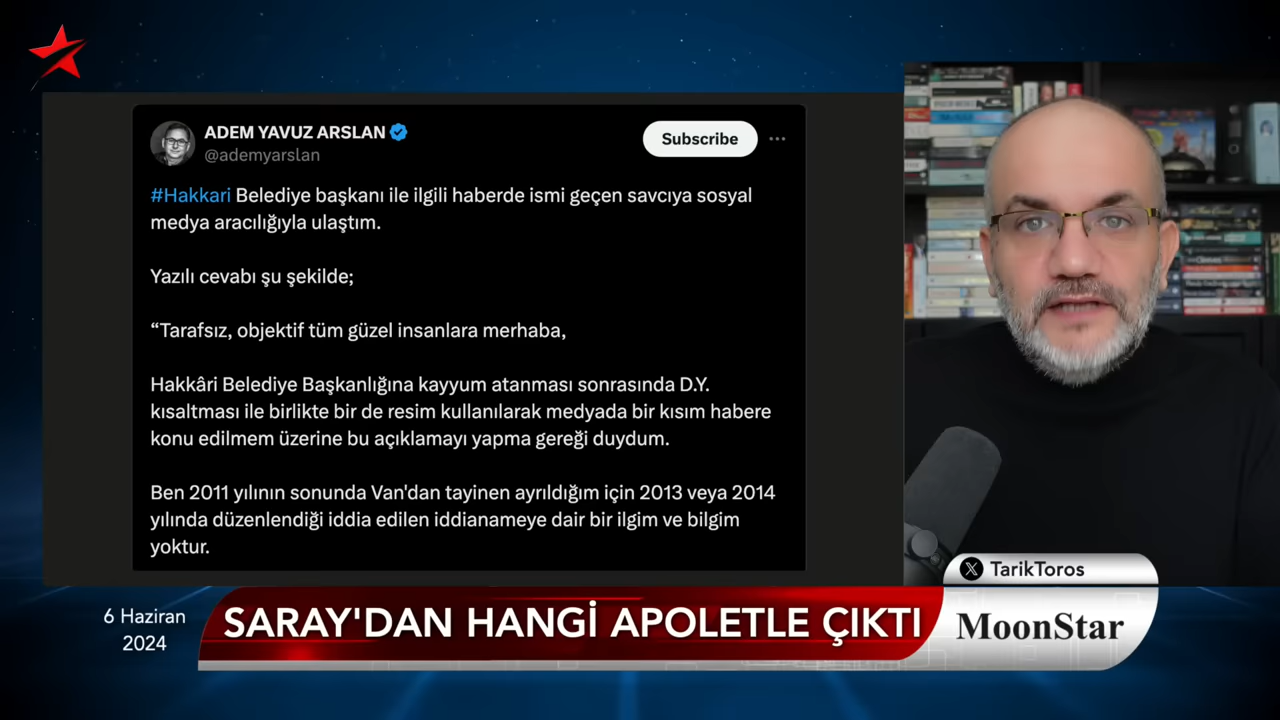 ADEM YAVUZ ARSLAN
@ademyarslan
Subscribe
#Hakkari Belediye başkanı ile ilgili haberde ismi geçen savcıya sosyal
medya aracılığıyla ulaştım.
Yazılı cevabı şu şekilde;
“Tarafsız, objektif tüm güzel insanlara merhaba,
Hakkâri Belediye Başkanlığına kayyum atanması sonrasında D.Y.
kısaltması ile birlikte bir de resim kullanılarak medyada bir kısım habere
konu edilmem üzerine bu açıklamayı yapma gereği duydum.
Ben 2011 yılının sonunda Van'dan tayinen ayrıldığım için 2013 veya 2014
yılında düzenlendiği iddia edilen iddianameye dair bir ilgim ve bilgim
yoktur.
X TarikToros
6 Haziran
2024
SARAY'DAN HANGİ APOLETLE ÇIKTI
MoonStar